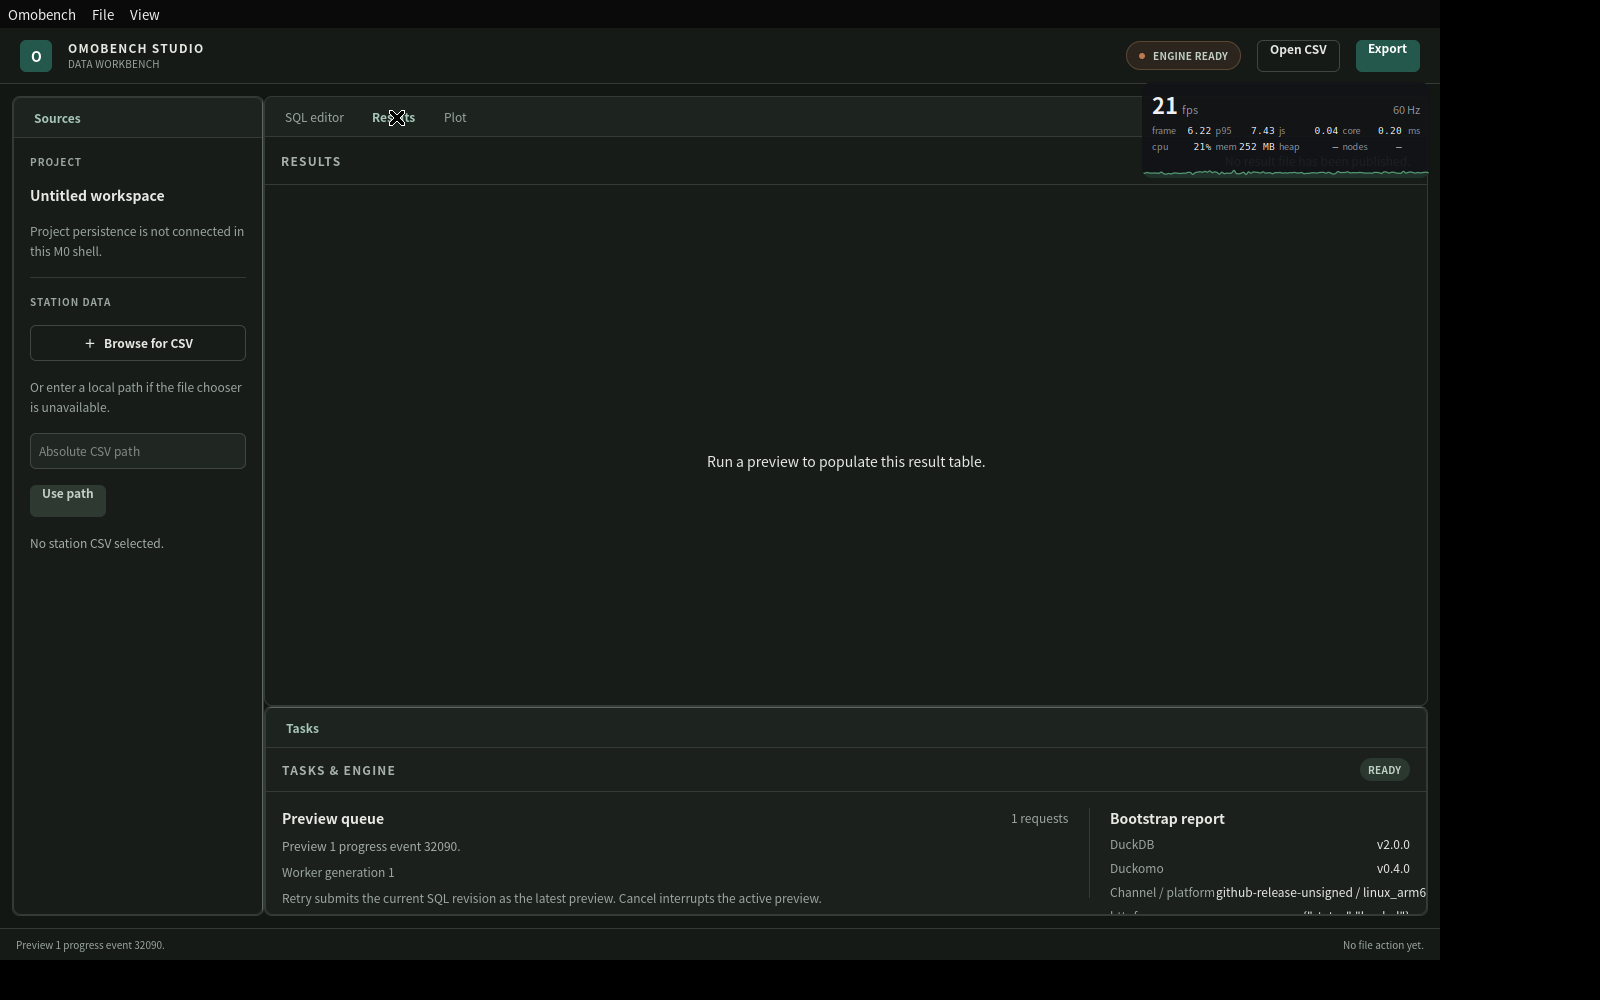 Omobench File View
O
OMOBENCH STUDIO
DATA WORKBENCH
ENGINE READY
Open CSV
Export
Sources
PROJECT
Untitled workspace
Project persistence is not connected in
this M0 shell.
STATION DATA
+ Browse for CSV
Or enter a local path if the file chooser
is unavailable.
Absolute CSV path
Use path
No station CSV selected.
SQL editor Results Plot
RESULTS
21 fps 60 Hz
frame 6.22 p95 7.43 js 0.04 core 0.20 ms
cpu 21% mem 252 MB heap – nodes –
No result file has been published.
Run a preview to populate this result table.
Tasks
TASKS & ENGINE
READY
Preview queue 1 requests
Preview 1 progress event 32090.
Worker generation 1
Retry submits the current SQL revision as the latest preview. Cancel interrupts the active preview.
Bootstrap report
DuckDB v2.0.0
Duckomo v0.4.0
Channel / platform github-release-unsigned / linux_arm6
Preview 1 progress event 32090.
No file action yet.